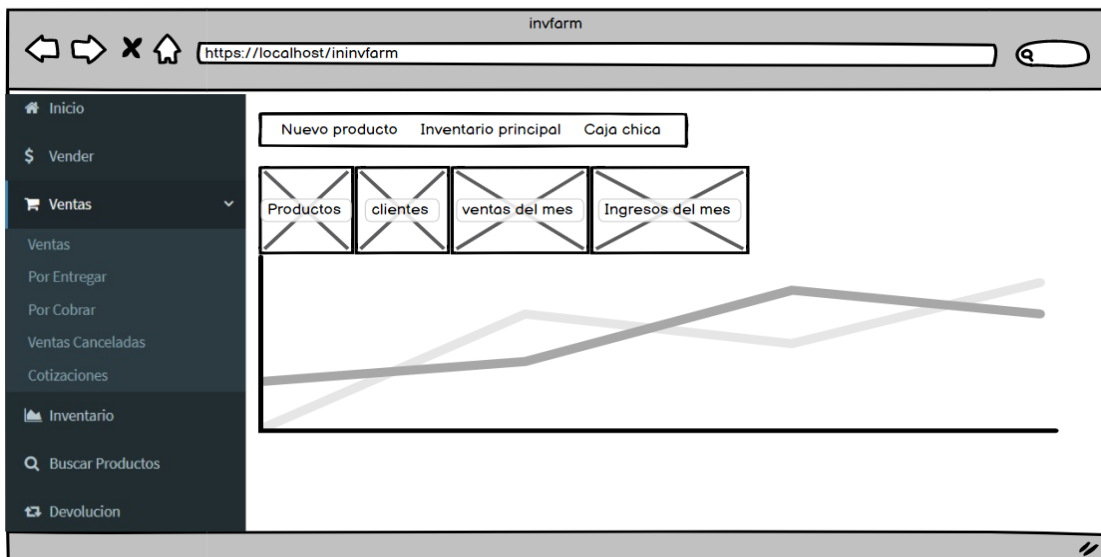 invfarm
https://localhost/ininvfarm
Inicio
$ Vender
Ventas
Ventas
Por Entregar
Por Cobrar
Ventas Canceladas
Cotizaciones
Inventario
Buscar Productos
Devolucion
Nuevo producto Inventario principal Caja chica
Productos clientes ventas del mes Ingresos del mes